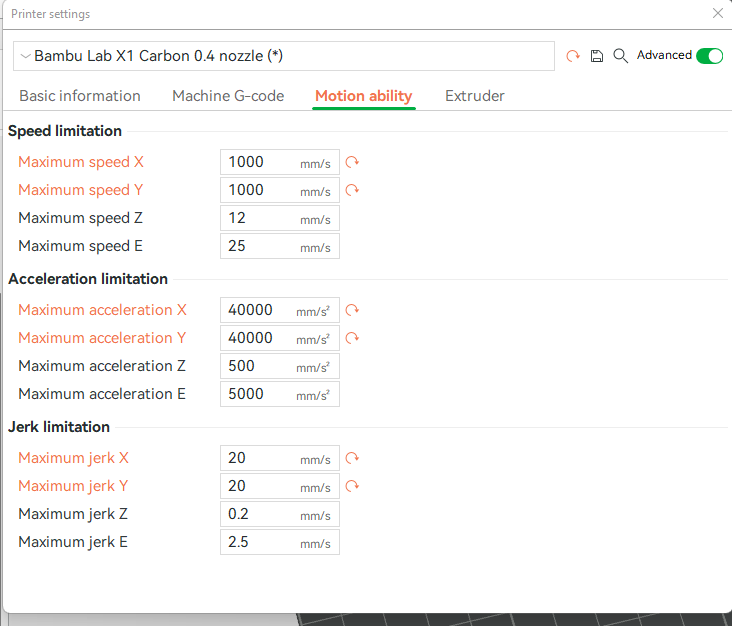 Printer settings
Bambu Lab X1 Carbon 0.4 nozzle (*)
Advanced
Basic information Machine G-code Motion ability Extruder
Speed limitation
Maximum speed X 1000 mm/s
Maximum speed Y 1000 mm/s
Maximum speed Z 12 mm/s
Maximum speed E 25 mm/s
Acceleration limitation
Maximum acceleration X 40000 mm/s²
Maximum acceleration Y 40000 mm/s²
Maximum acceleration Z 500 mm/s²
Maximum acceleration E 5000 mm/s²
Jerk limitation
Maximum jerk X 20 mm/s
Maximum jerk Y 20 mm/s
Maximum jerk Z 0.2 mm/s
Maximum jerk E 2.5 mm/s